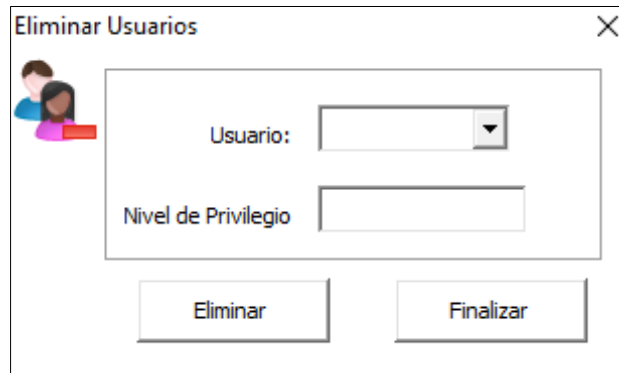 Eliminar Usuarios
Usuario:
Nivel de Privilegio
Eliminar
Finalizar